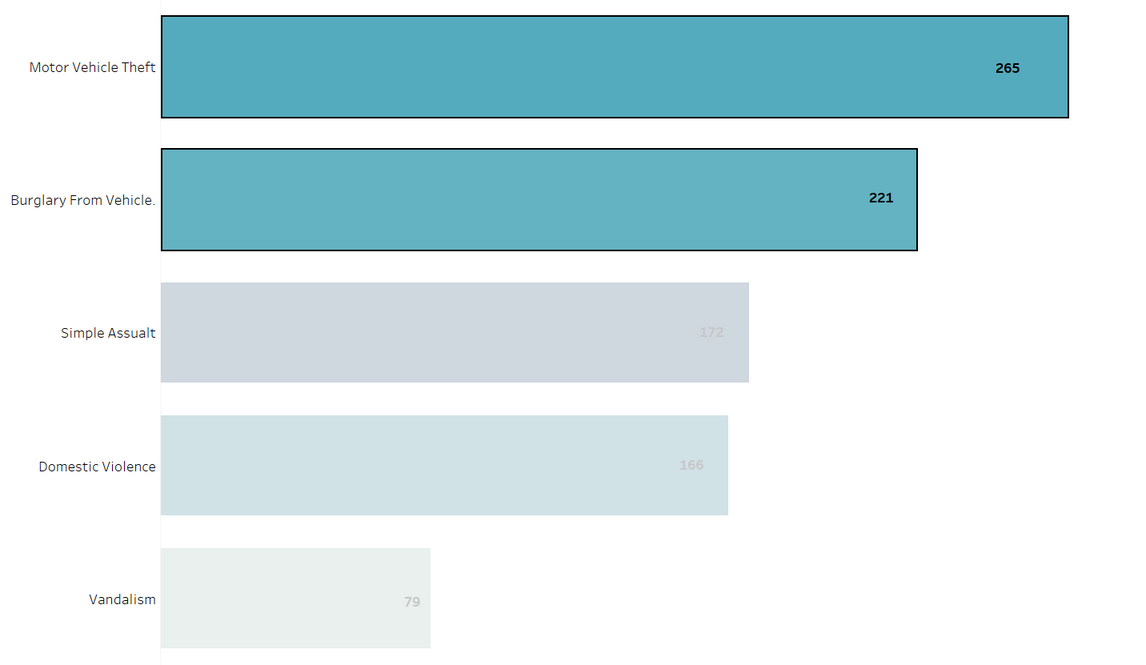 Motor Vehicle Theft 265
Burglary From Vehicle. 221
Simple Assualt 172
Domestic Violence 166
Vandalism 79